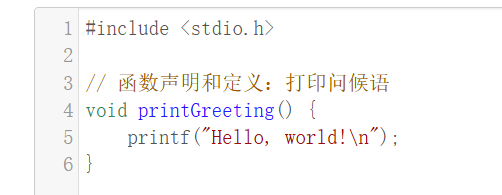 1 #include <stdio.h>
2
3 // 函数声明和定义：打印问候语
4 void printGreeting() {
5     printf("Hello, world!\n");
6 }